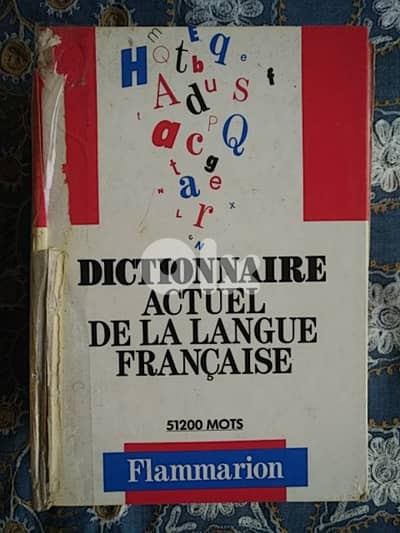 DICTIONNAIRE
ACTUEL
DE LA LANGUE
FRANÇAISE
51200 MOTS
Flammarion